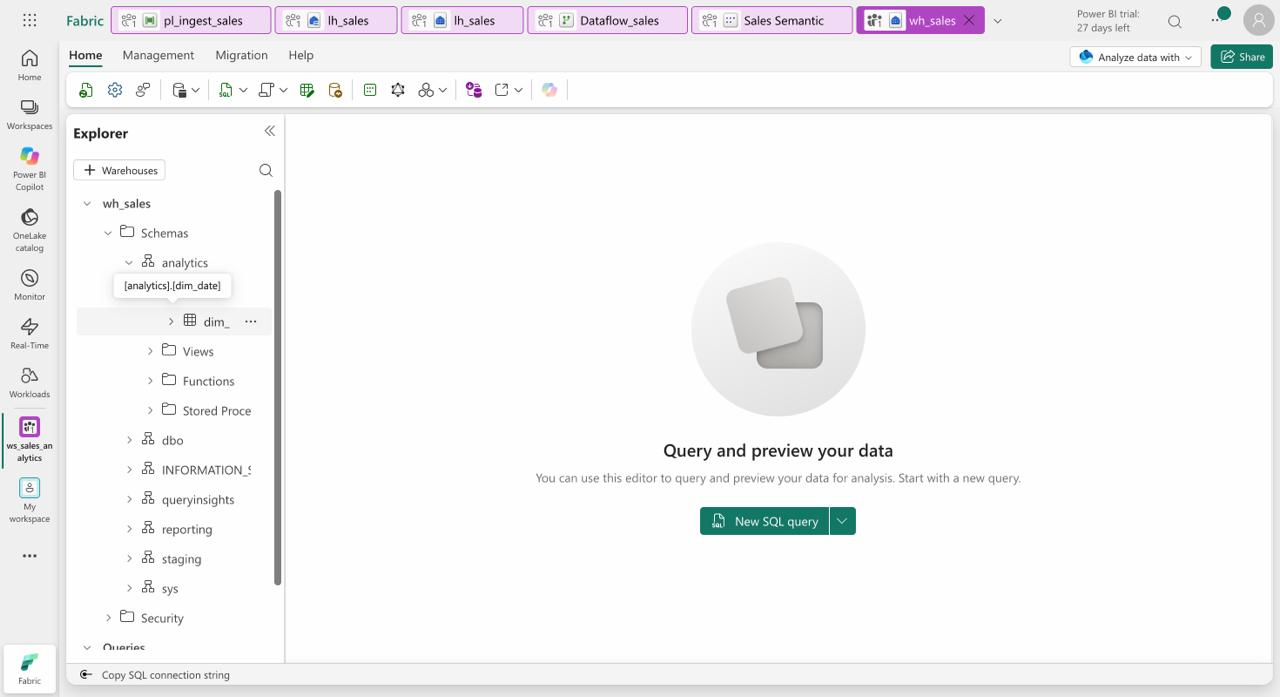 Fabric
pl_ingest_sales
lh_sales
lh_sales
Dataflow_sales
Sales Semantic
wh_sales
Power BI trial:
27 days left
Home
Management
Migration
Help
Analyze data with
Share
Home
Workspaces
Power BI
Copilot
OneLake
catalog
Monitor
Real-Time
Workloads
ws_sales_an
alytics
My
workspace
Fabric
Explorer
Warehouses
wh_sales
Schemas
analytics
[analytics].[dim_date]
dim_
Views
Functions
Stored Proce
dbo
INFORMATION_S
queryinsights
reporting
staging
sys
Security
Queries
Query and preview your data
You can use this editor to query and preview your data for analysis. Start with a new query.
SQL New SQL query
Copy SQL connection string